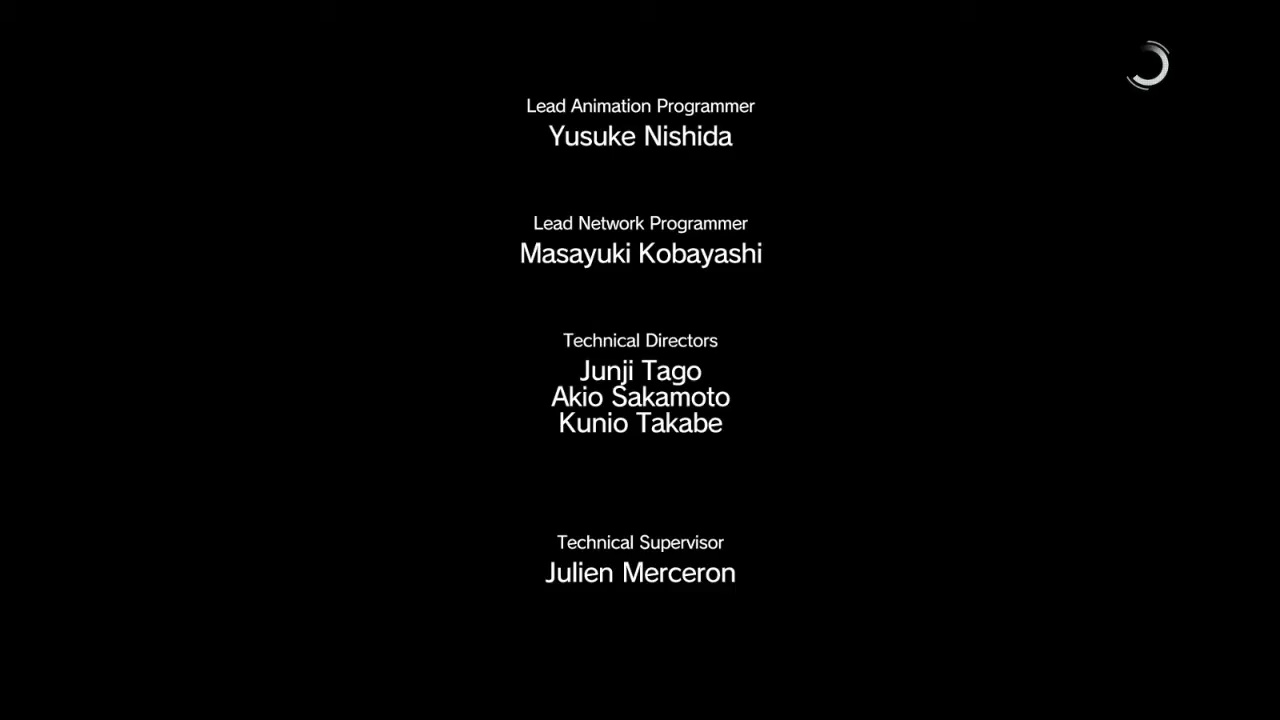 Lead Animation Programmer
Yusuke Nishida
Lead Network Programmer
Masayuki Kobayashi
Technical Directors
Junji Tago
Akio Sakamoto
Kunio Takabe
Technical Supervisor
Julien Merceron